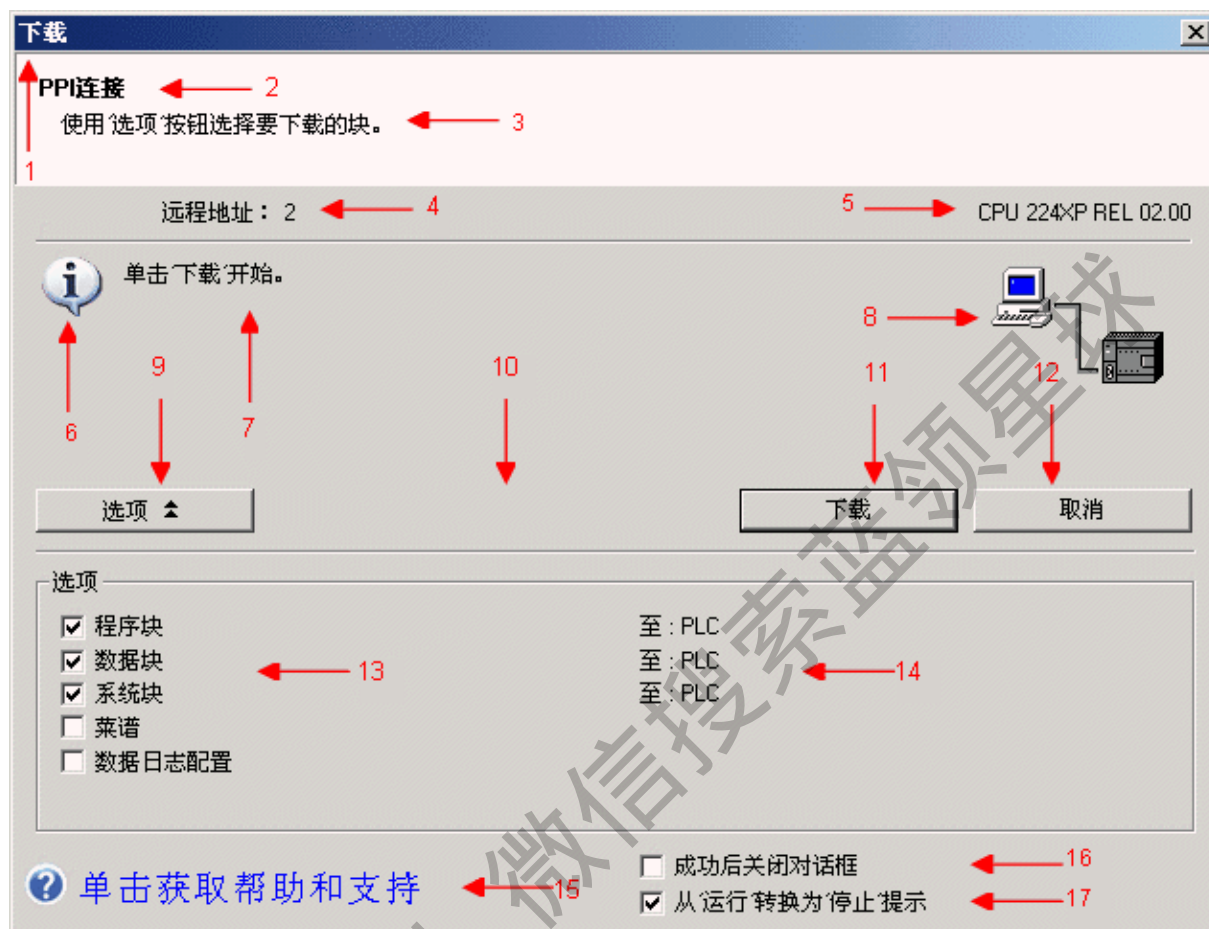 下载
PPI连接 2
使用'选项'按钮选择要下载的块。 3
1
远程地址： 2 4 5 CPU 224XP REL 02.00
单击'下载'开始。
8
9 10 11 12
6 7
选项 下载 取消
选项
程序块 至 : PLC
数据块 至 : PLC
13 14
系统块 至 : PLC
菜谱
数据日志配置
单击获取帮助和支持 15
成功后关闭对话框 16
从'运行'转换为'停止'提示 17
微信搜索蓝领星球